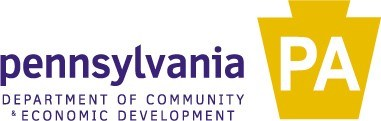 pennsylvania
DEPARTMENT OF COMMUNITY
& ECONOMIC DEVELOPMENT
PA